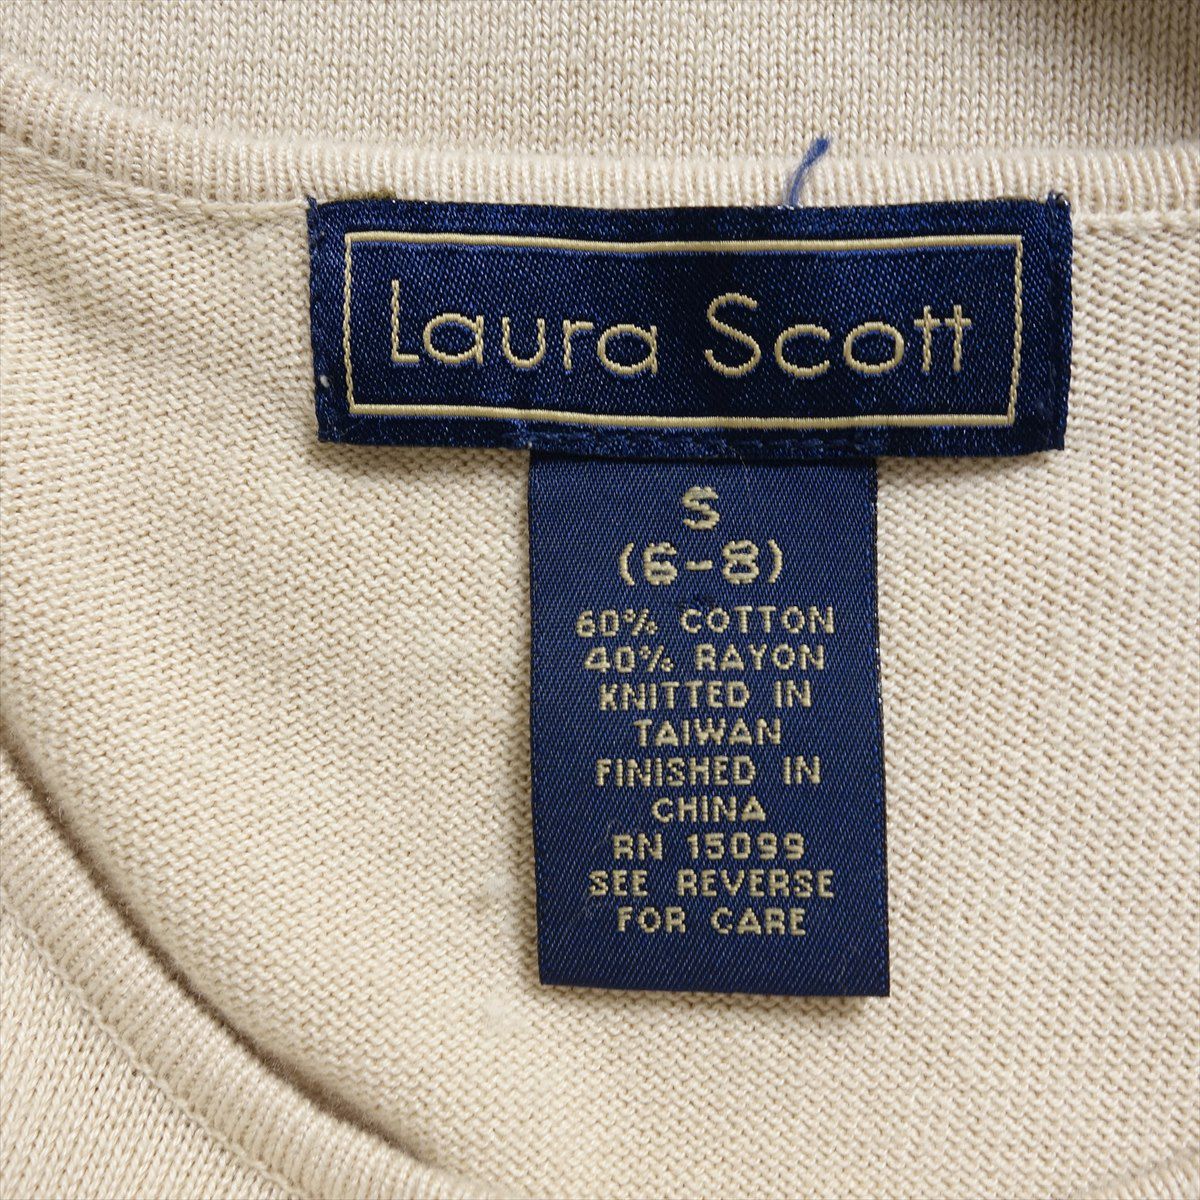 Laura Scott
S
(6-8)
60% COTTON
40% RAYON
KNITTED IN
TAIWAN
FINISHED IN
CHINA
RN 15099
SEE REVERSE
FOR CARE